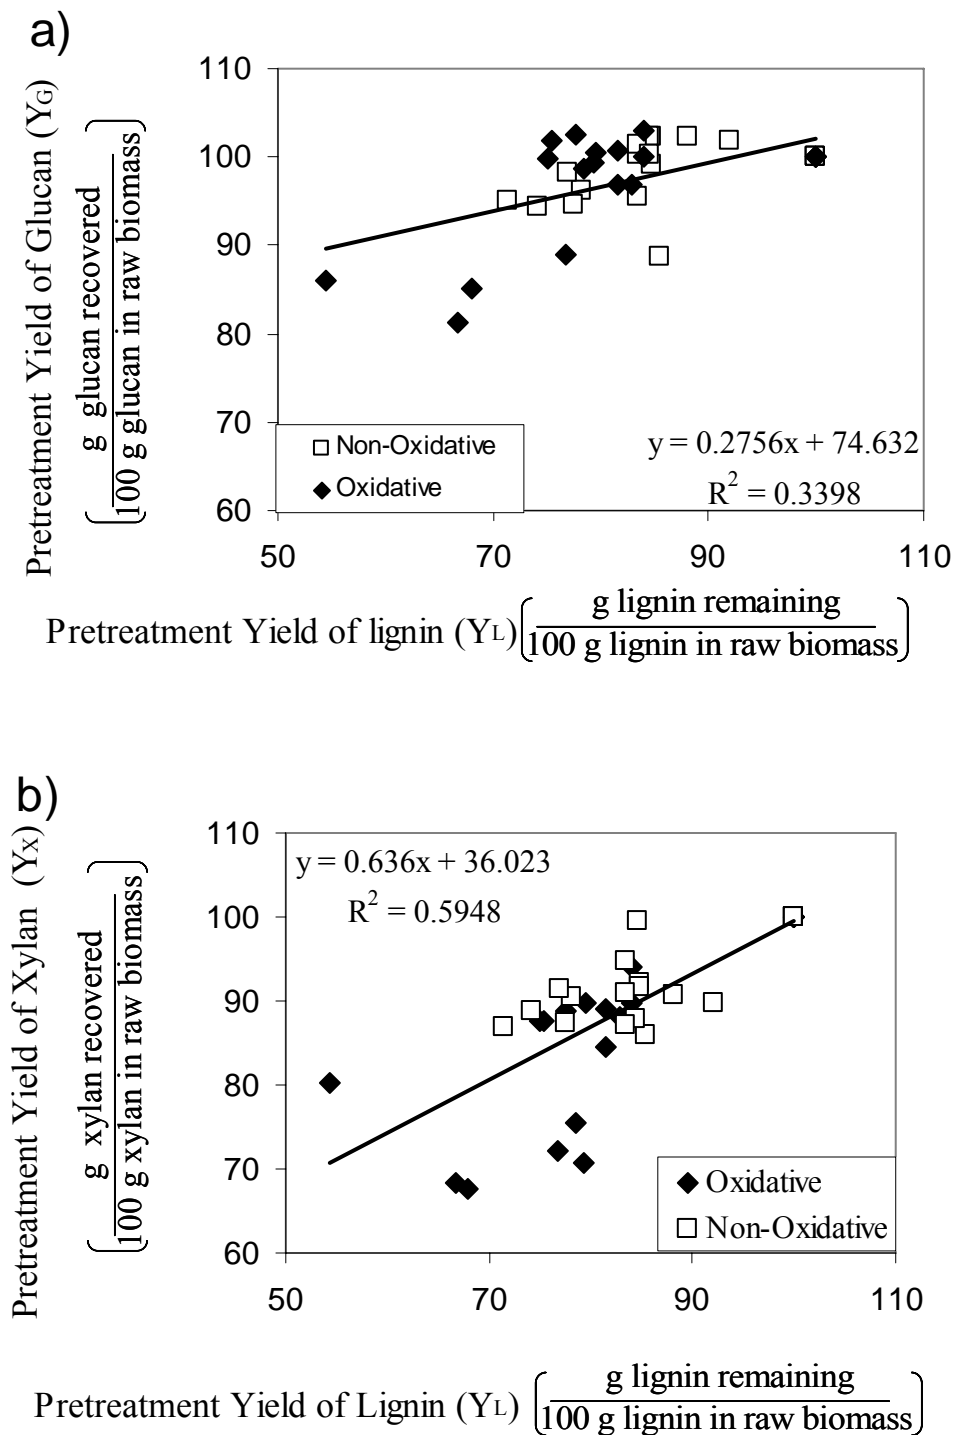 a)
Pretreatment Yield of Glucan (YG)
g glucan recovered
100 g glucan in raw biomass
110
100
90
80
70
60
Non-Oxidative
Oxidative
y = 0.2756x + 74.632
R2 = 0.3398
50 70 90 110
Pretreatment Yield of lignin (YL)
g lignin remaining
100 g lignin in raw biomass
b)
Pretreatment Yield of Xylan (YX)
g xylan recovered
100 g xylan in raw biomass
110
100
90
80
70
60
y = 0.636x + 36.023
R2 = 0.5948
Oxidative
Non-Oxidative
50 70 90 110
Pretreatment Yield of Lignin (YL)
g lignin remaining
100 g lignin in raw biomass